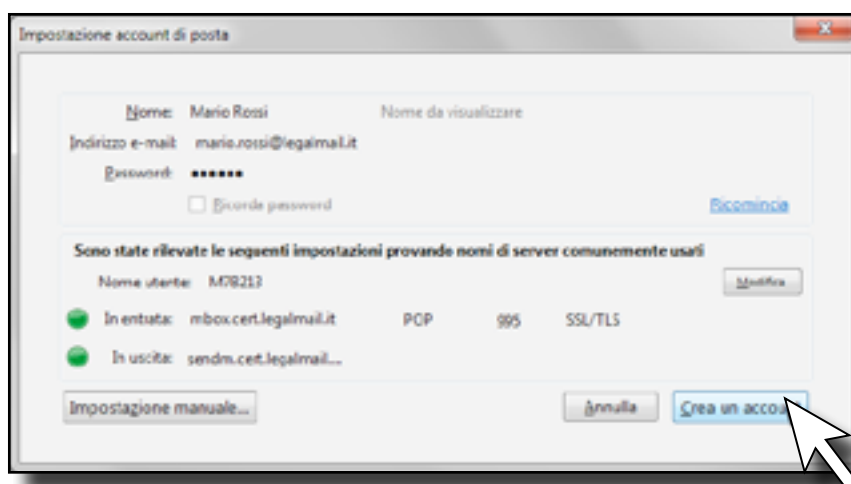 Impostazione account di posta
Nome: Mario Rossi Nome da visualizzare
Indirizzo e-mail: mario.rossi@legalmail.it
Password: ••••••
Ricorda password Ricomincia
Sono state rilevate le seguenti impostazioni provando nomi di server comunemente usati
Nome utente: M78213 Modifica
In entrata: mbox.cert.legalmail.it POP 995 SSL/TLS
In uscita: sendm.cert.legalmail....
Impostazione manuale... Annulla Crea un accou